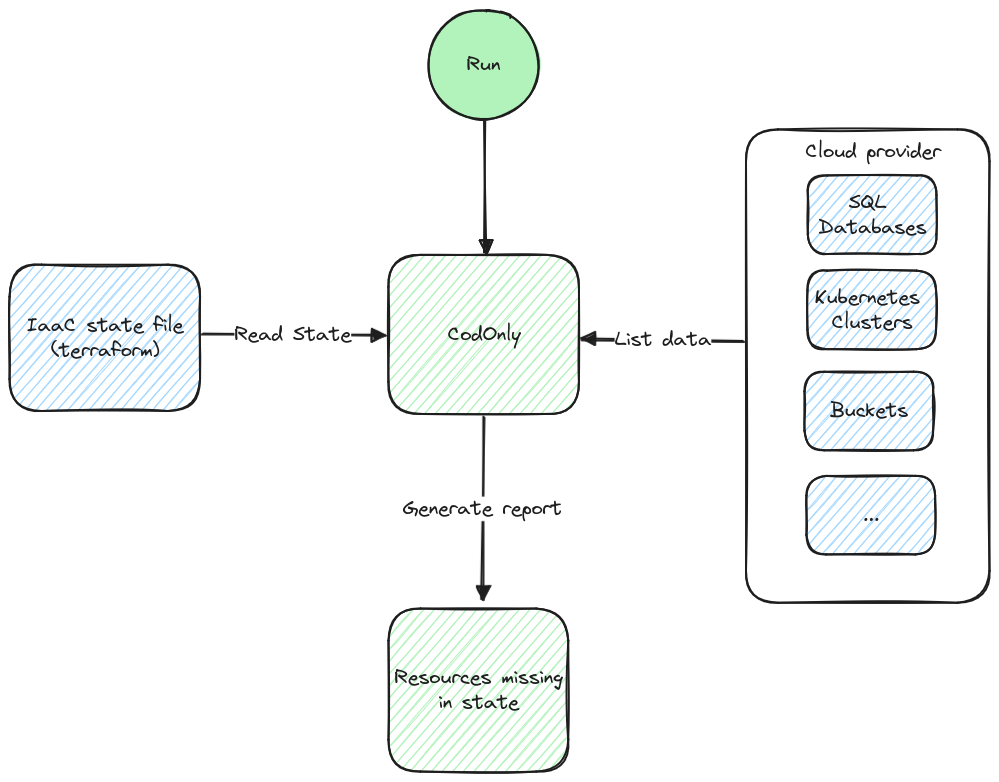 Run
Cloud provider
SQL
Databases
Kubernetes
Clusters
Buckets
...
IaaC state file
(terraform)
Read State
CodOnly
List data
Generate report
Resources missing
in state